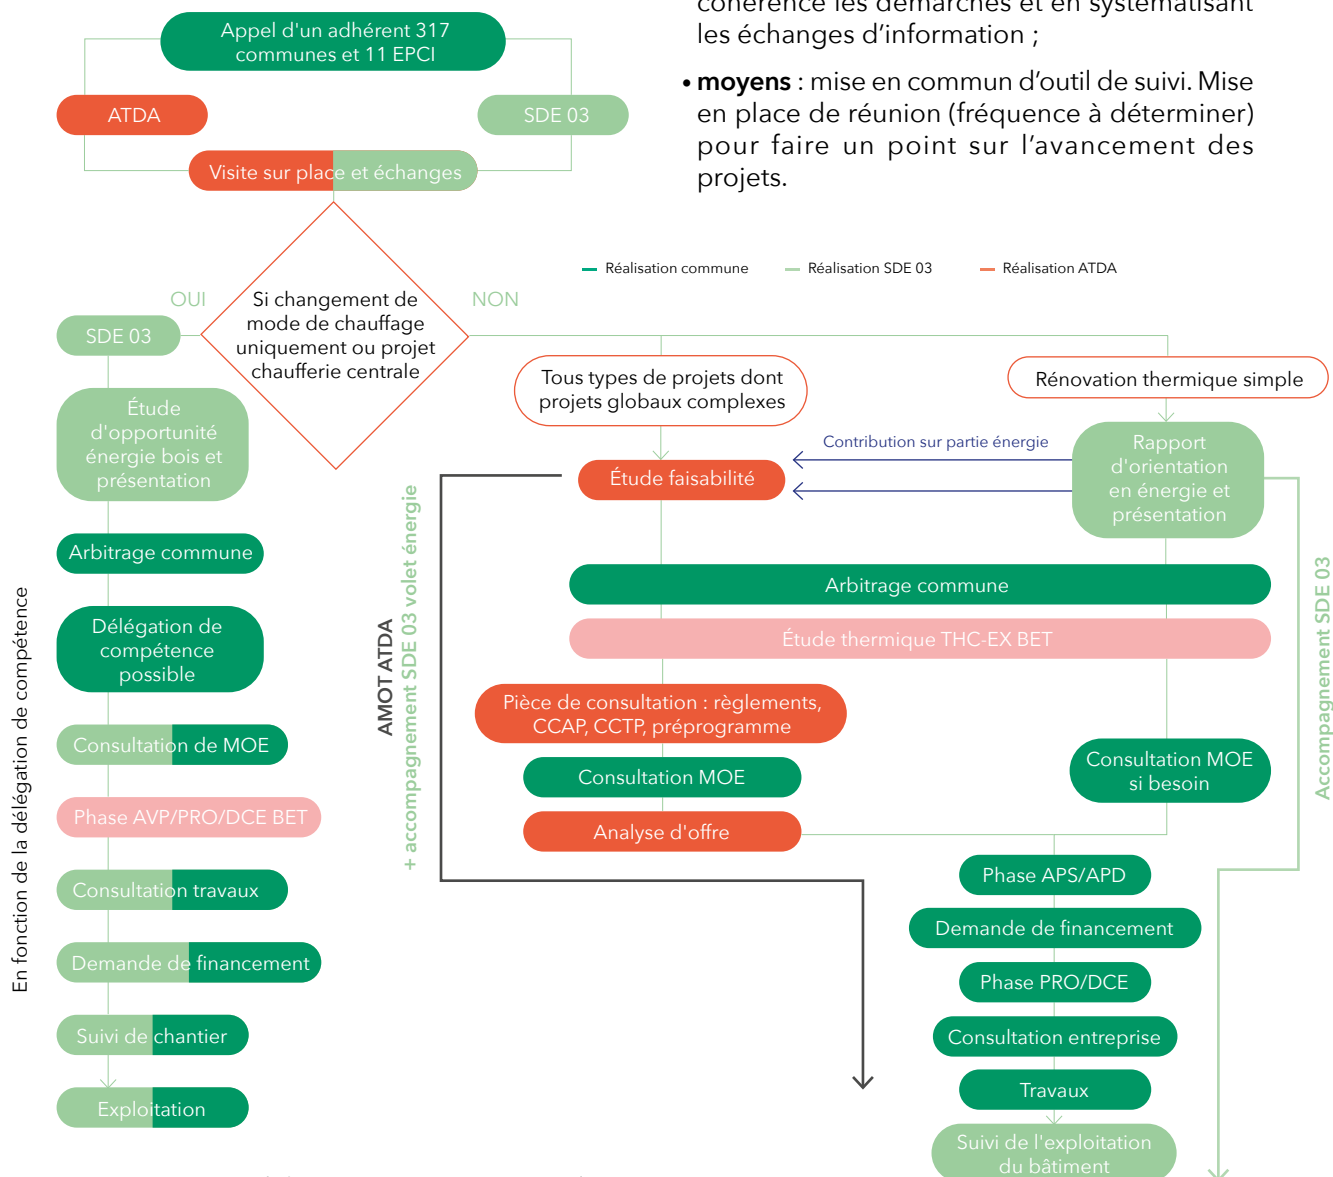 cohérence les démarches et en systématisant
les échanges d’information ;
• moyens : mise en commun d’outil de suivi. Mise
en place de réunion (fréquence à déterminer)
pour faire un point sur l’avancement des
projets.
Appel d'un adhérent 317
communes et 11 EPCI
ATDA
SDE 03
Visite sur place et échanges
Réalisation commune
Réalisation SDE 03
Réalisation ATDA
OUI
Si changement de
mode de chauffage
uniquement ou projet
chaufferie centrale
NON
SDE 03
Étude
d'opportunité
énergie bois et
présentation
Arbitrage commune
Délégation de
compétence
possible
Consultation de MOE
Phase AVP/PRO/DCE BET
Consultation travaux
Demande de financement
Suivi de chantier
Exploitation
En fonction de la délégation de compétence
Tous types de projets dont
projets globaux complexes
Rénovation thermique simple
Contribution sur partie énergie
Étude faisabilité
Rapport
d'orientation
en énergie et
présentation
AMOT ATDA
+ accompagnement SDE 03 volet énergie
Accompagnement SDE 03
Arbitrage commune
Étude thermique THC-EX BET
Pièce de consultation : règlements,
CCAP, CCTP, préprogramme
Consultation MOE
Analyse d'offre
Consultation MOE
si besoin
Phase APS/APD
Demande de financement
Phase PRO/DCE
Consultation entreprise
Travaux
Suivi de l'exploitation
du bâtiment